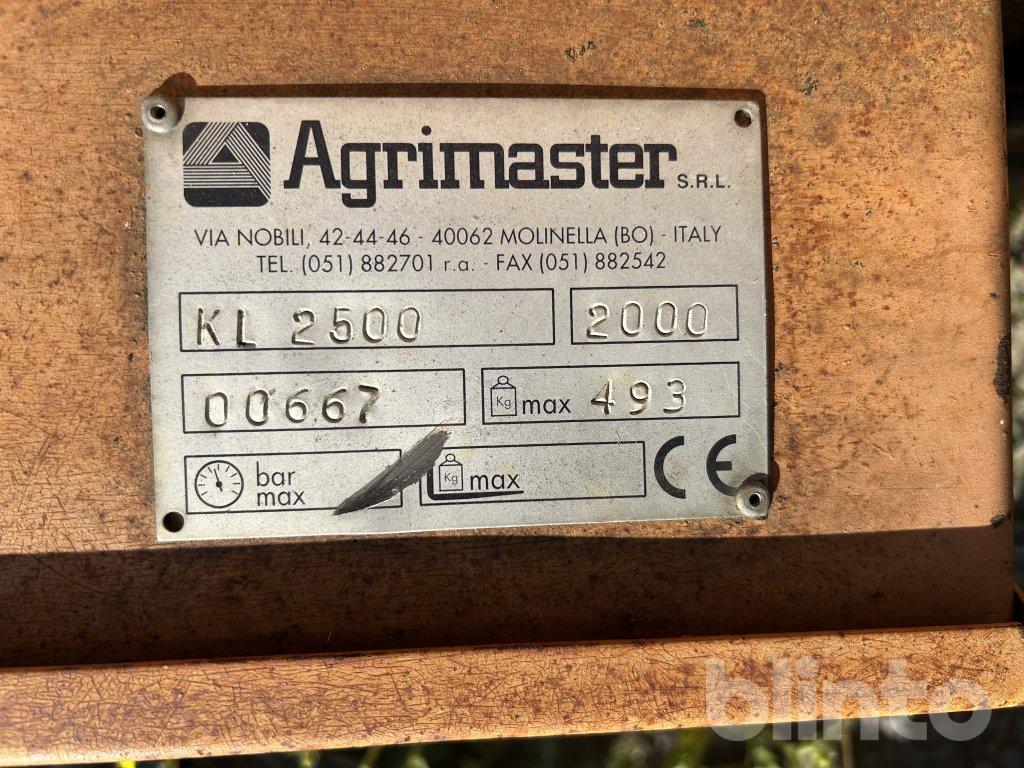 Agrimaster S.R.L.
VIA NOBILI, 42-44-46 - 40062 MOLINELLA (BO) - ITALY
TEL. (051) 882701 r.a. - FAX (051) 882542
KL 2500 2000
00667 Kg max 493
bar max Kg max CE
blinto